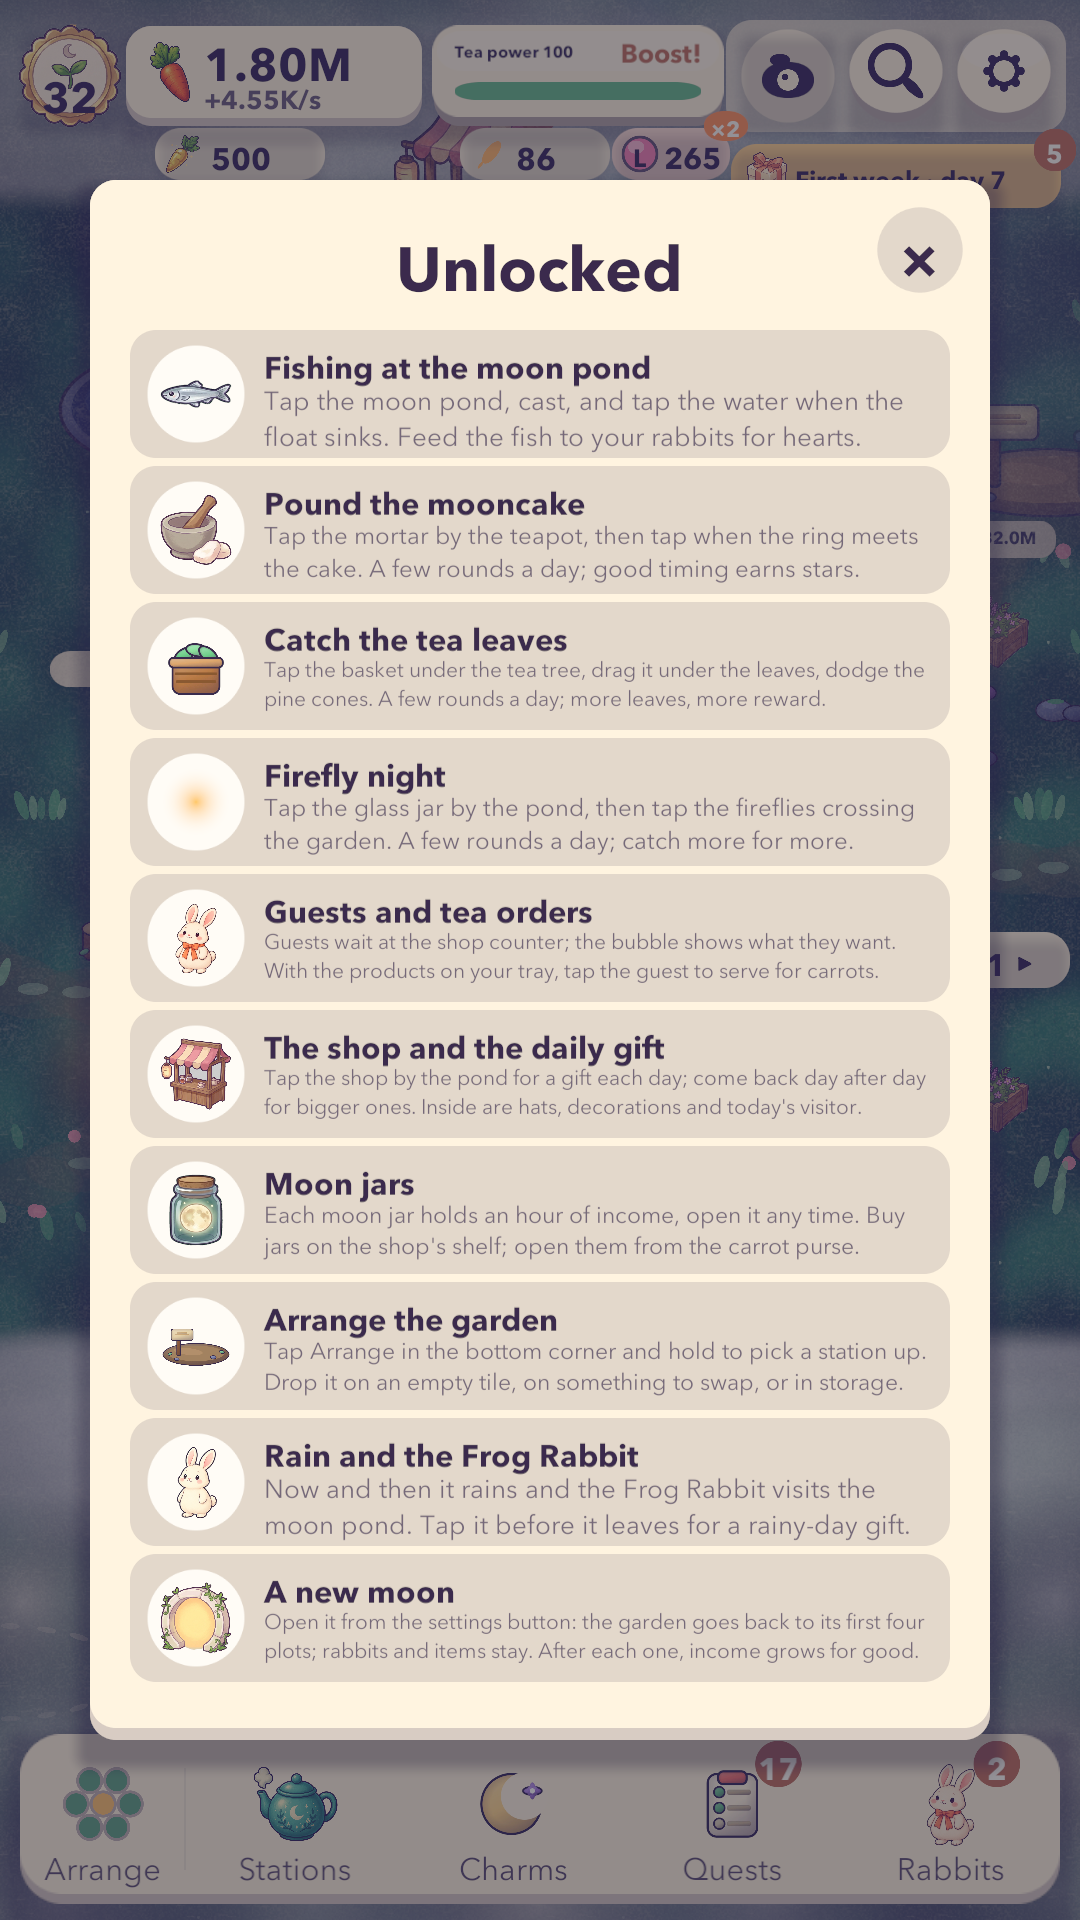 32
1.80M
+4.55K/s
Tea power 100
Boost!
500
86
L 265
×2
First week · day 7
5
Unlocked
Fishing at the moon pond
Tap the moon pond, cast, and tap the water when the
float sinks. Feed the fish to your rabbits for hearts.
Pound the mooncake
Tap the mortar by the teapot, then tap when the ring meets
the cake. A few rounds a day; good timing earns stars.
Catch the tea leaves
Tap the basket under the tea tree, drag it under the leaves, dodge the
pine cones. A few rounds a day; more leaves, more reward.
Firefly night
Tap the glass jar by the pond, then tap the fireflies crossing
the garden. A few rounds a day; catch more for more.
Guests and tea orders
Guests wait at the shop counter; the bubble shows what they want.
With the products on your tray, tap the guest to serve for carrots.
The shop and the daily gift
Tap the shop by the pond for a gift each day; come back day after day
for bigger ones. Inside are hats, decorations and today's visitor.
Moon jars
Each moon jar holds an hour of income, open it any time. Buy
jars on the shop's shelf; open them from the carrot purse.
Arrange the garden
Tap Arrange in the bottom corner and hold to pick a station up.
Drop it on an empty tile, on something to swap, or in storage.
Rain and the Frog Rabbit
Now and then it rains and the Frog Rabbit visits the
moon pond. Tap it before it leaves for a rainy-day gift.
A new moon
Open it from the settings button: the garden goes back to its first four
plots; rabbits and items stay. After each one, income grows for good.
17
2
Arrange
Stations
Charms
Quests
Rabbits